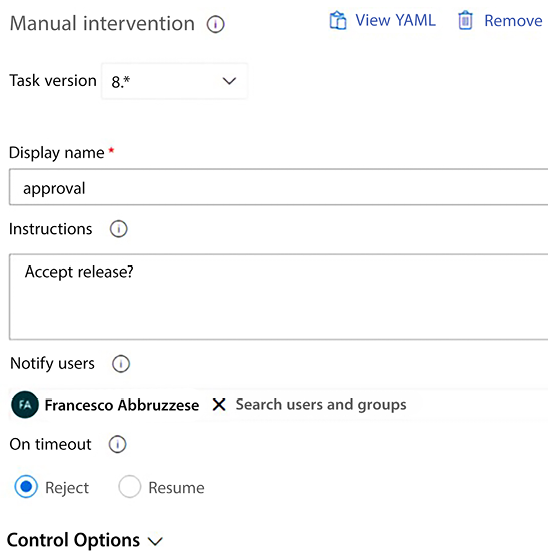 Manual intervention View YAML Remove
Task version 8.*
Display name *
approval
Instructions
Accept release?
Notify users
FA Francesco Abbruzzese Search users and groups
On timeout
Reject Resume
Control Options